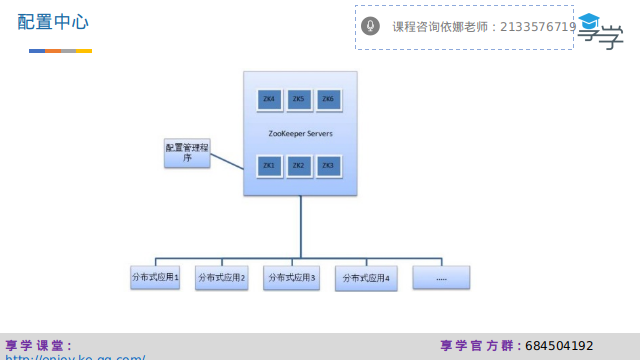 配置中心
课程咨询依娜老师：2133576719
享学
ZK4 ZK5 ZK6
ZooKeeper Servers
配置管理程
序
ZK1 ZK2 ZK3
分布式应用1 分布式应用2 分布式应用3 分布式应用4 .....
享学课堂：
享学官方群：684504192
http://enjoy.ke.qq.com/